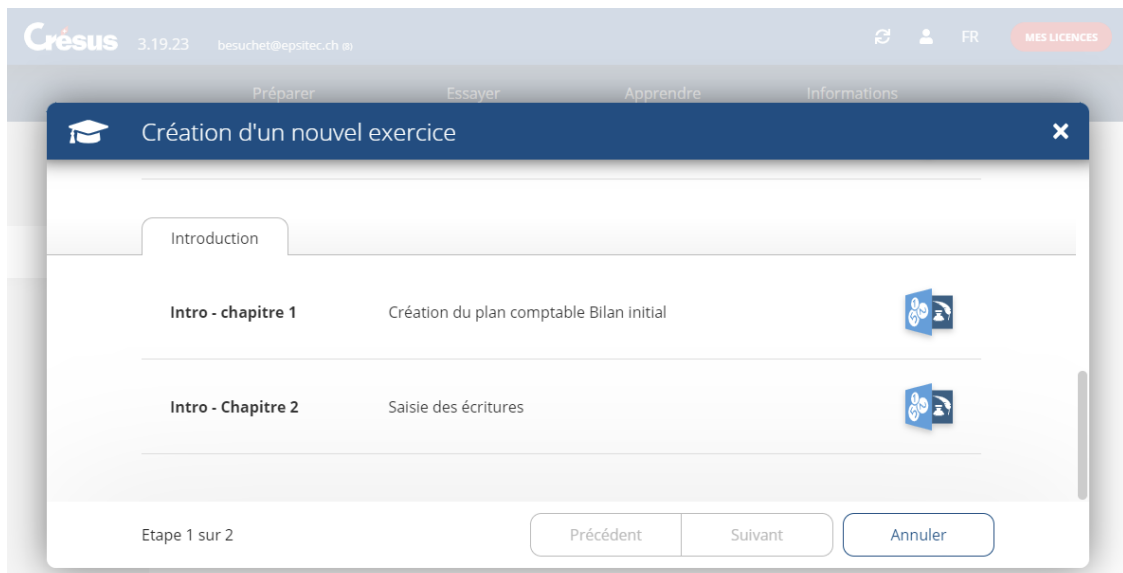 Crésus 3.19.23 besuchet@epsitec.ch FR MES LICENCES
Préparer Essayer Apprendre Informations
Création d'un nouvel exercice
Introduction
Intro - chapitre 1 Création du plan comptable Bilan initial
Intro - Chapitre 2 Saisie des écritures
Etape 1 sur 2 Précédent Suivant Annuler